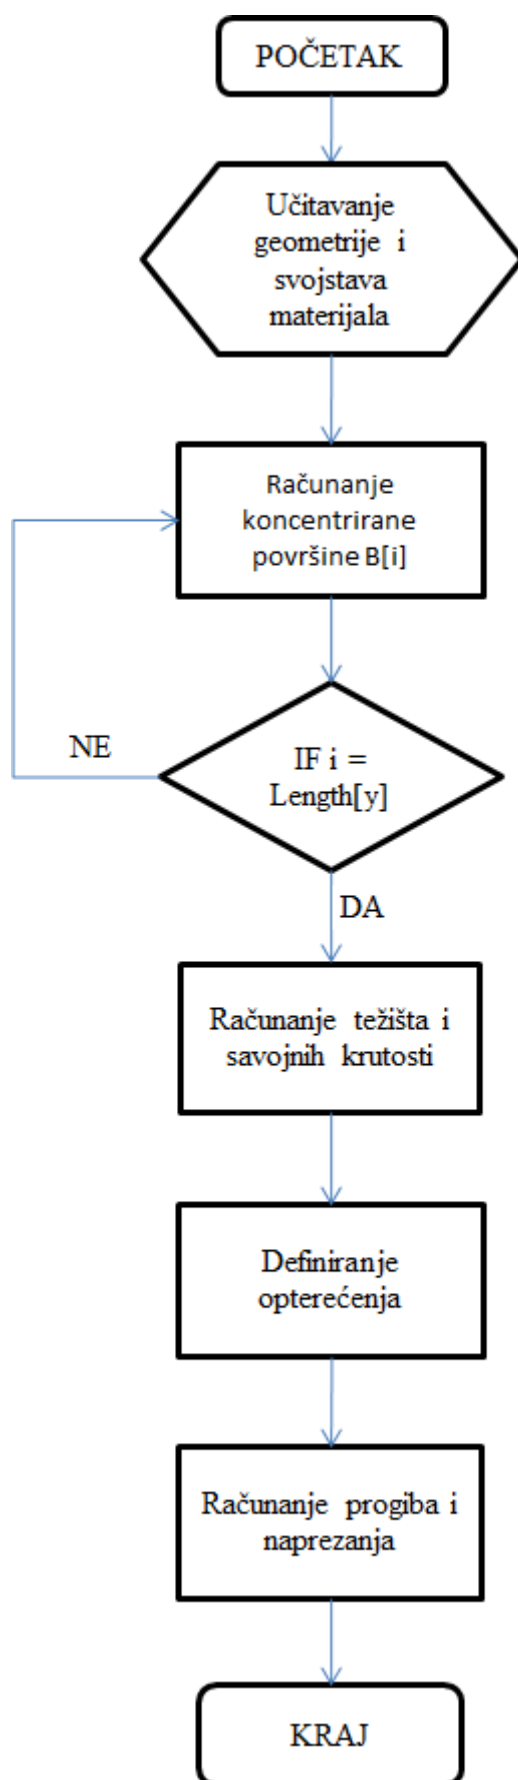 POČETAK
Učitavanje
geometrije i
svojstava
materijala
Računanje
koncentrirane
površine B[i]
NE
IF i =
Length[y]
DA
Računanje težišta i
savojnih krutosti
Definiranje
opterećenja
Računanje progiba i
naprezanja
KRAJ